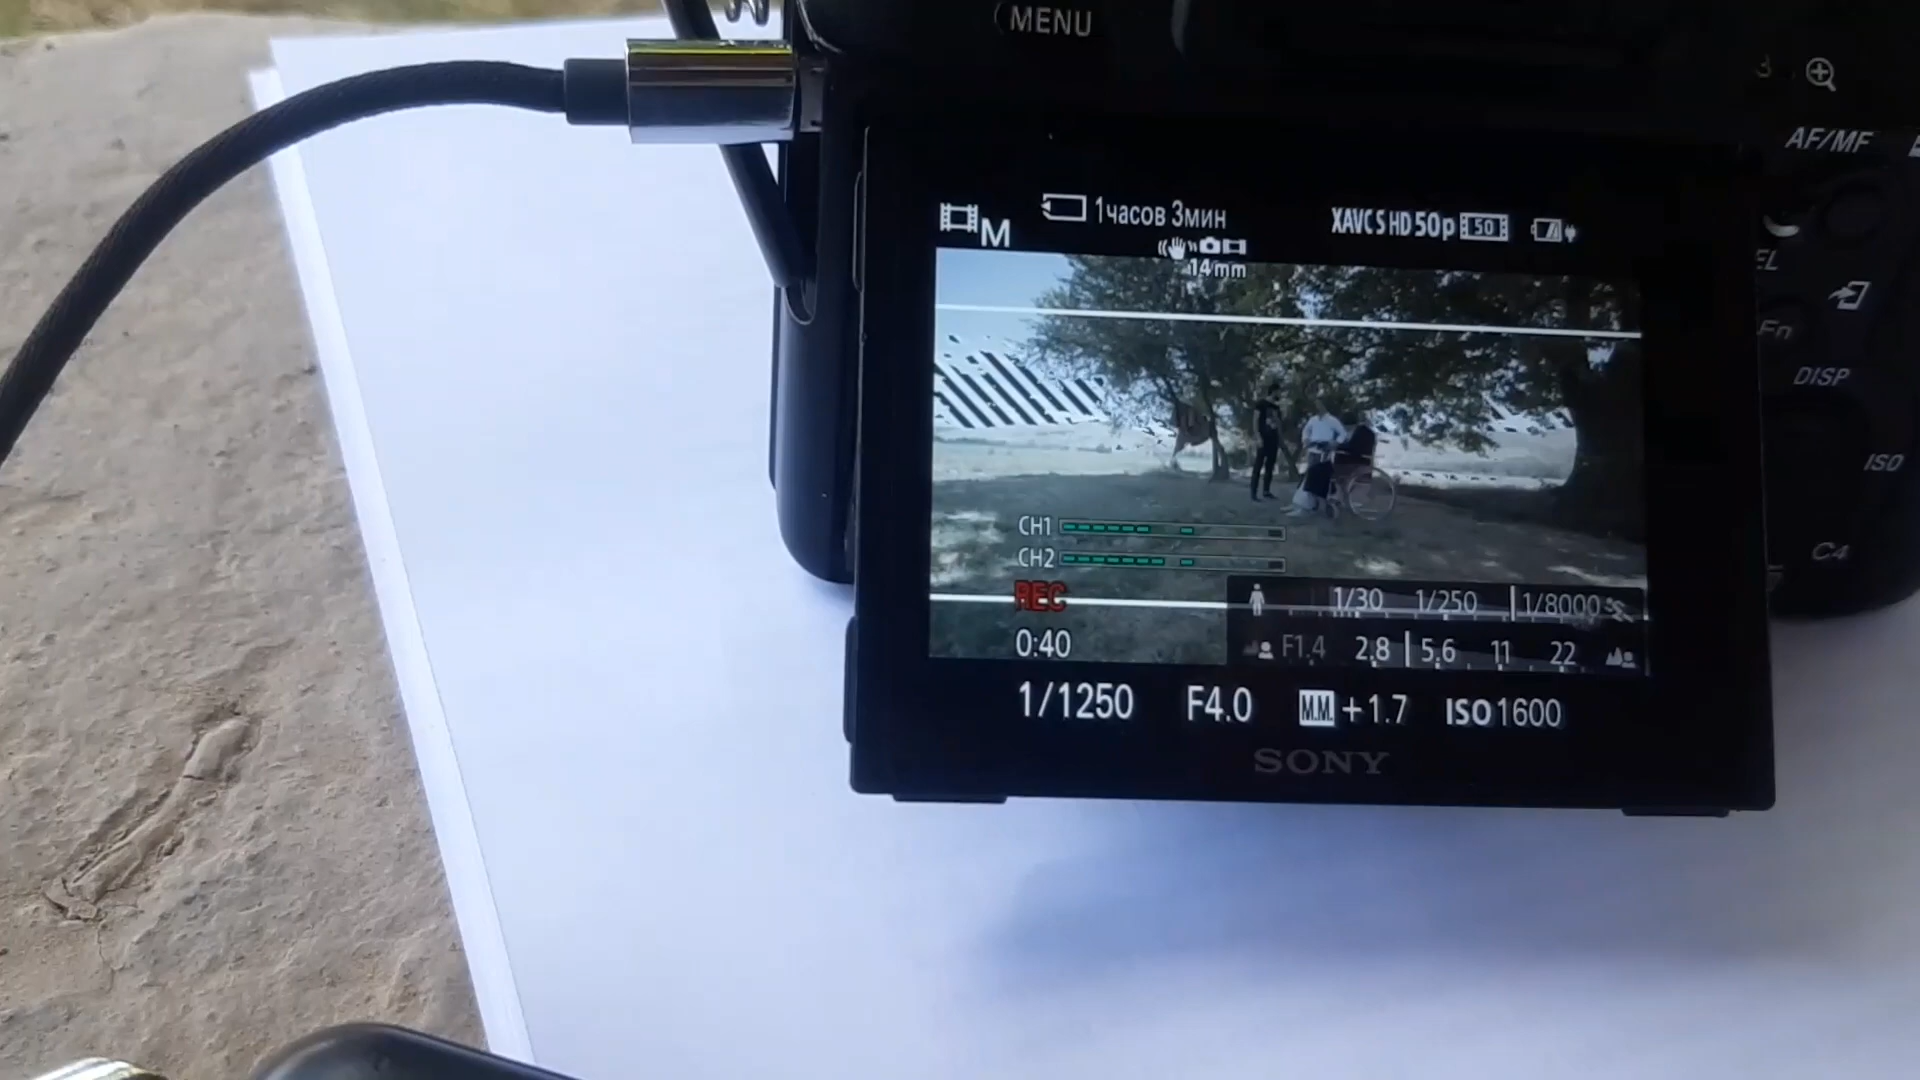 MENU
AF/MF
M 1часов 3мин XAVC S HD 50p 50
14mm
EL
Fn
DISP
ISO
CH1
CH2
REC 1/30 1/250 1/8000
0:40 F1.4 2.8 5.6 11 22
1/1250 F4.0 M.M. +1.7 ISO 1600
C4
SONY